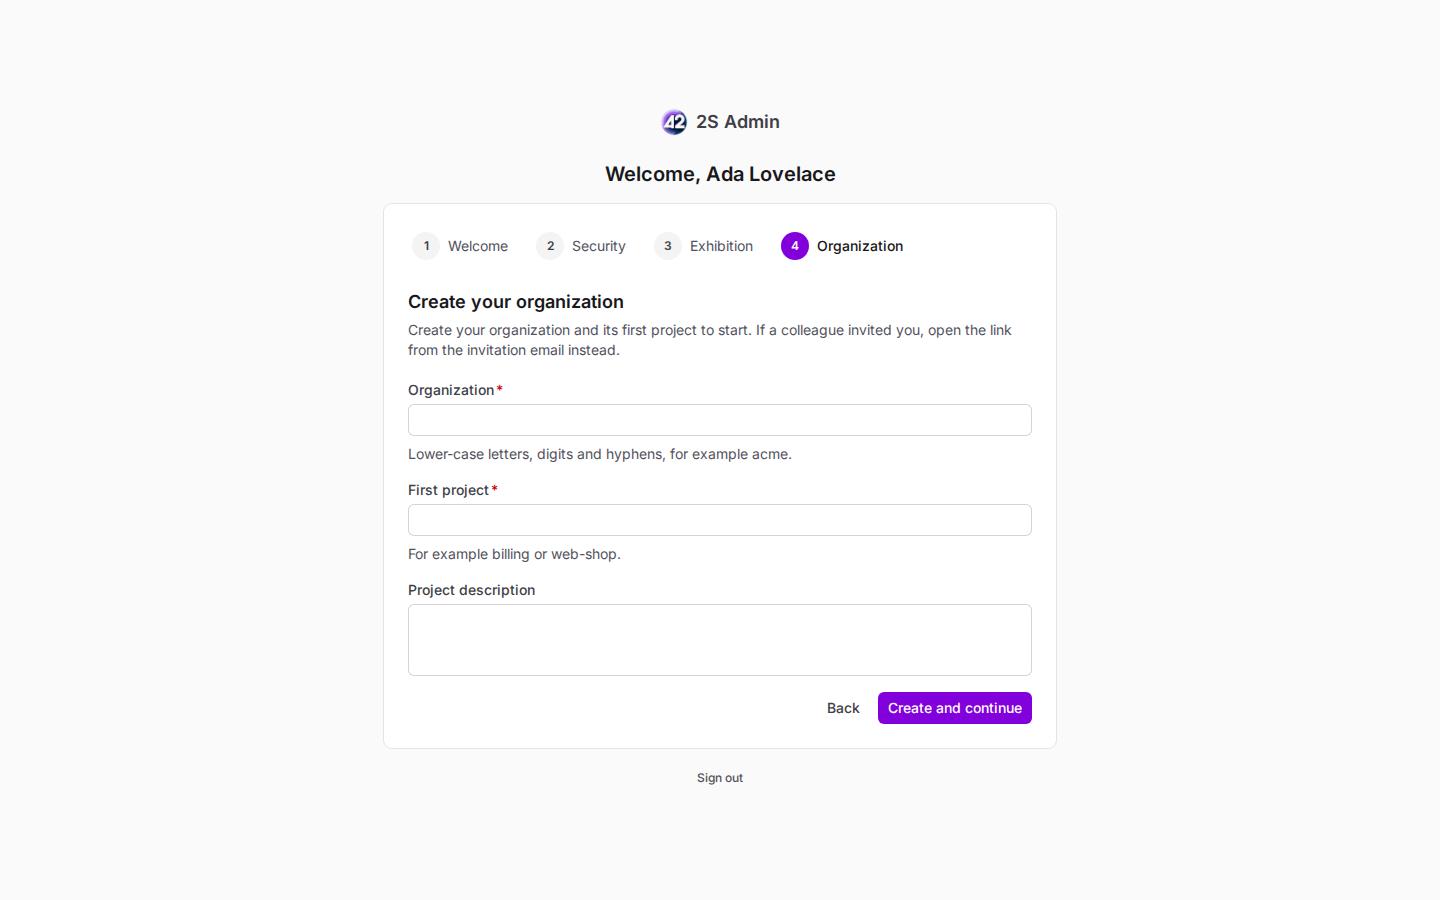 42 2S Admin
Welcome, Ada Lovelace
1 Welcome 2 Security 3 Exhibition 4 Organization
Create your organization
Create your organization and its first project to start. If a colleague invited you, open the link
from the invitation email instead.
Organization*
Lower-case letters, digits and hyphens, for example acme.
First project*
For example billing or web-shop.
Project description
Back Create and continue
Sign out